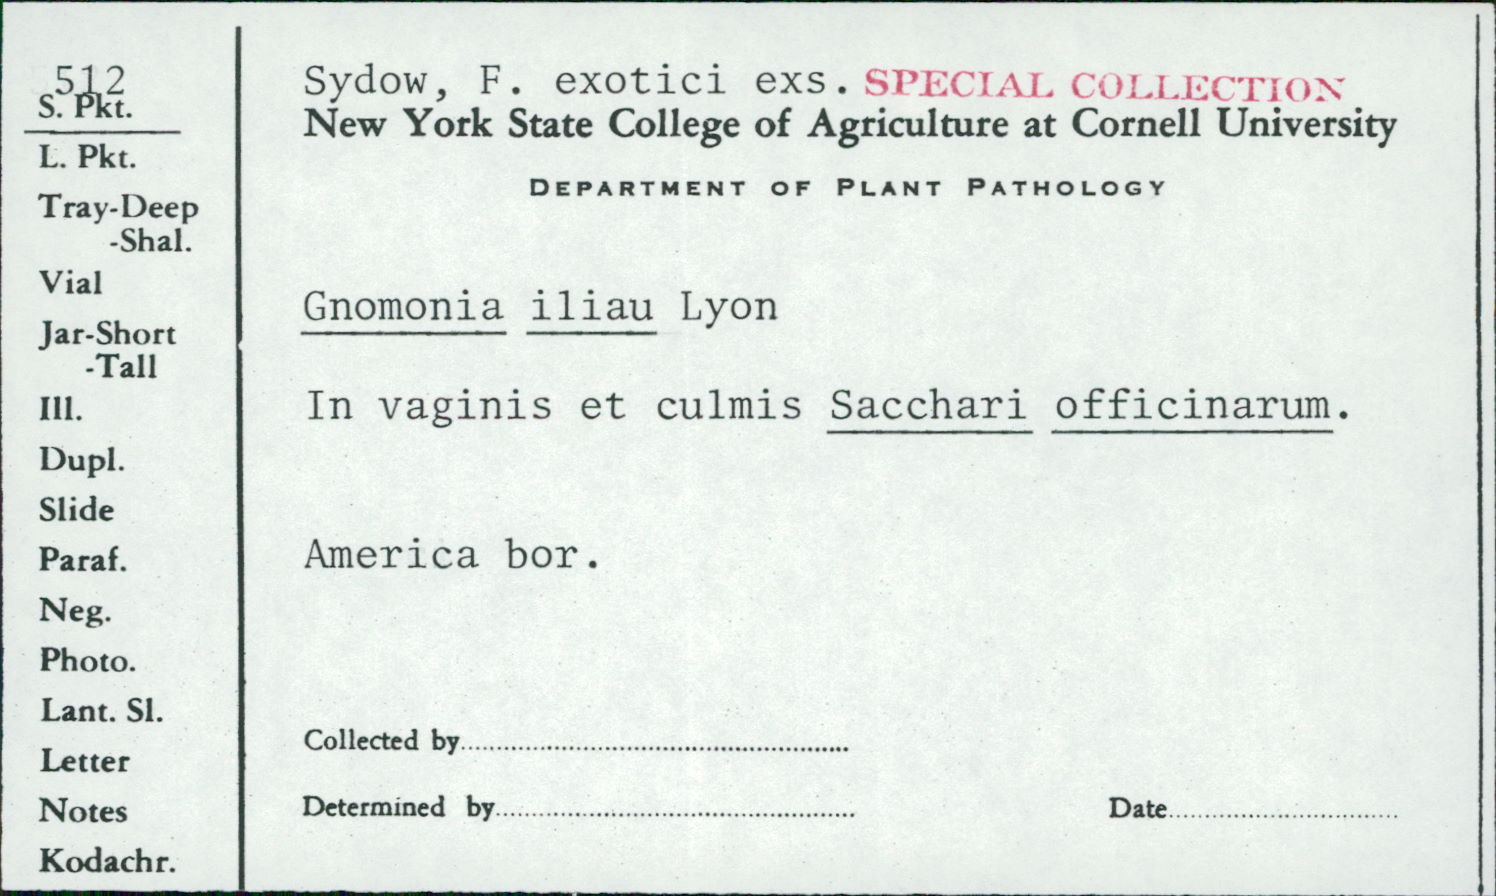 512
S. Pkt.
L. Pkt.
Tray-Deep
-Shal.
Vial
Jar-Short
-Tall
Ill.
Dupl.
Slide
Paraf.
Neg.
Photo.
Lant. Sl.
Letter
Notes
Kodachr.
Sydow, F. exotici exs. SPECIAL COLLECTION
New York State College of Agriculture at Cornell University
DEPARTMENT OF PLANT PATHOLOGY
Gnomonia iliau Lyon
In vaginis et culmis Sacchari officinarum.
America bor.
Collected by
Determined by
Date